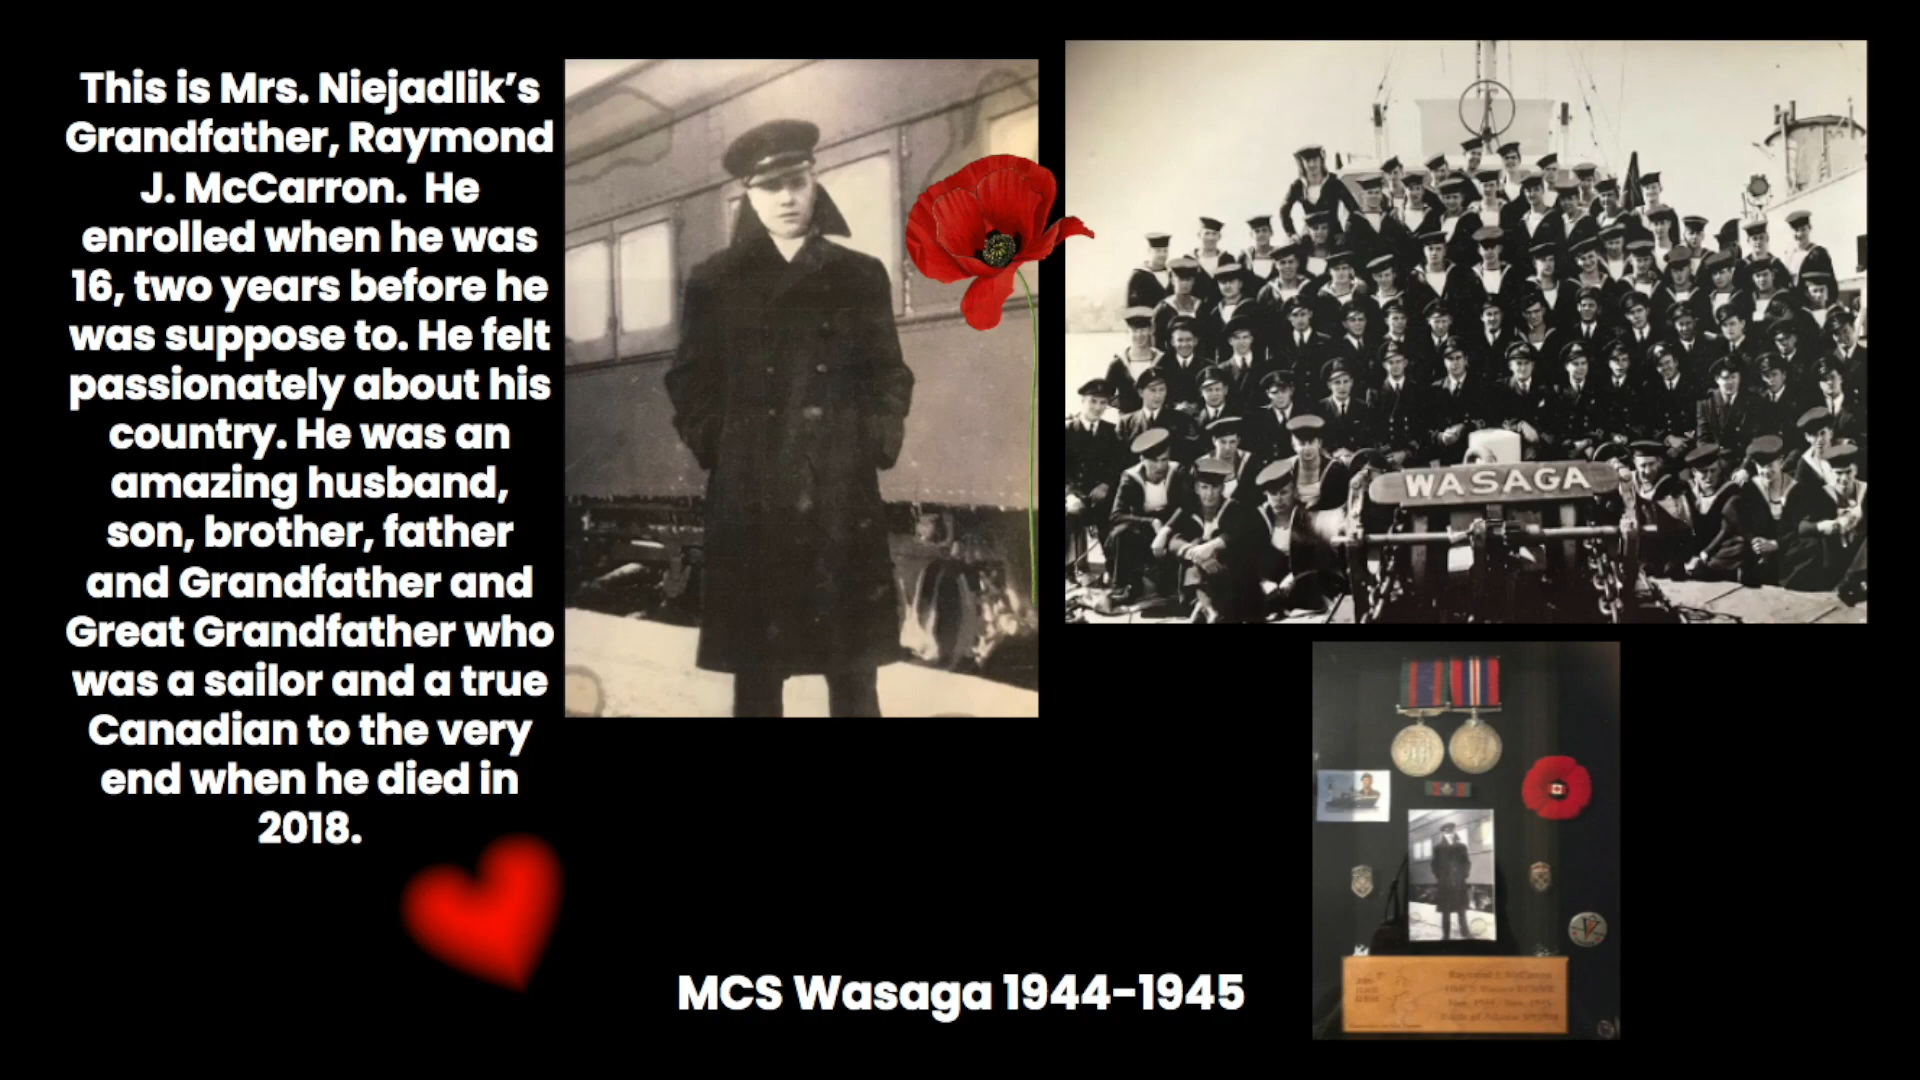 This is Mrs. Niejadlik’s
Grandfather, Raymond
J. McCarron.  He
enrolled when he was
16, two years before he
was suppose to. He felt
passionately about his
country. He was an
amazing husband,
son, brother, father
and Grandfather and
Great Grandfather who
was a sailor and a true
Canadian to the very
end when he died in
2018.
WASAGA
MCS Wasaga 1944-1945